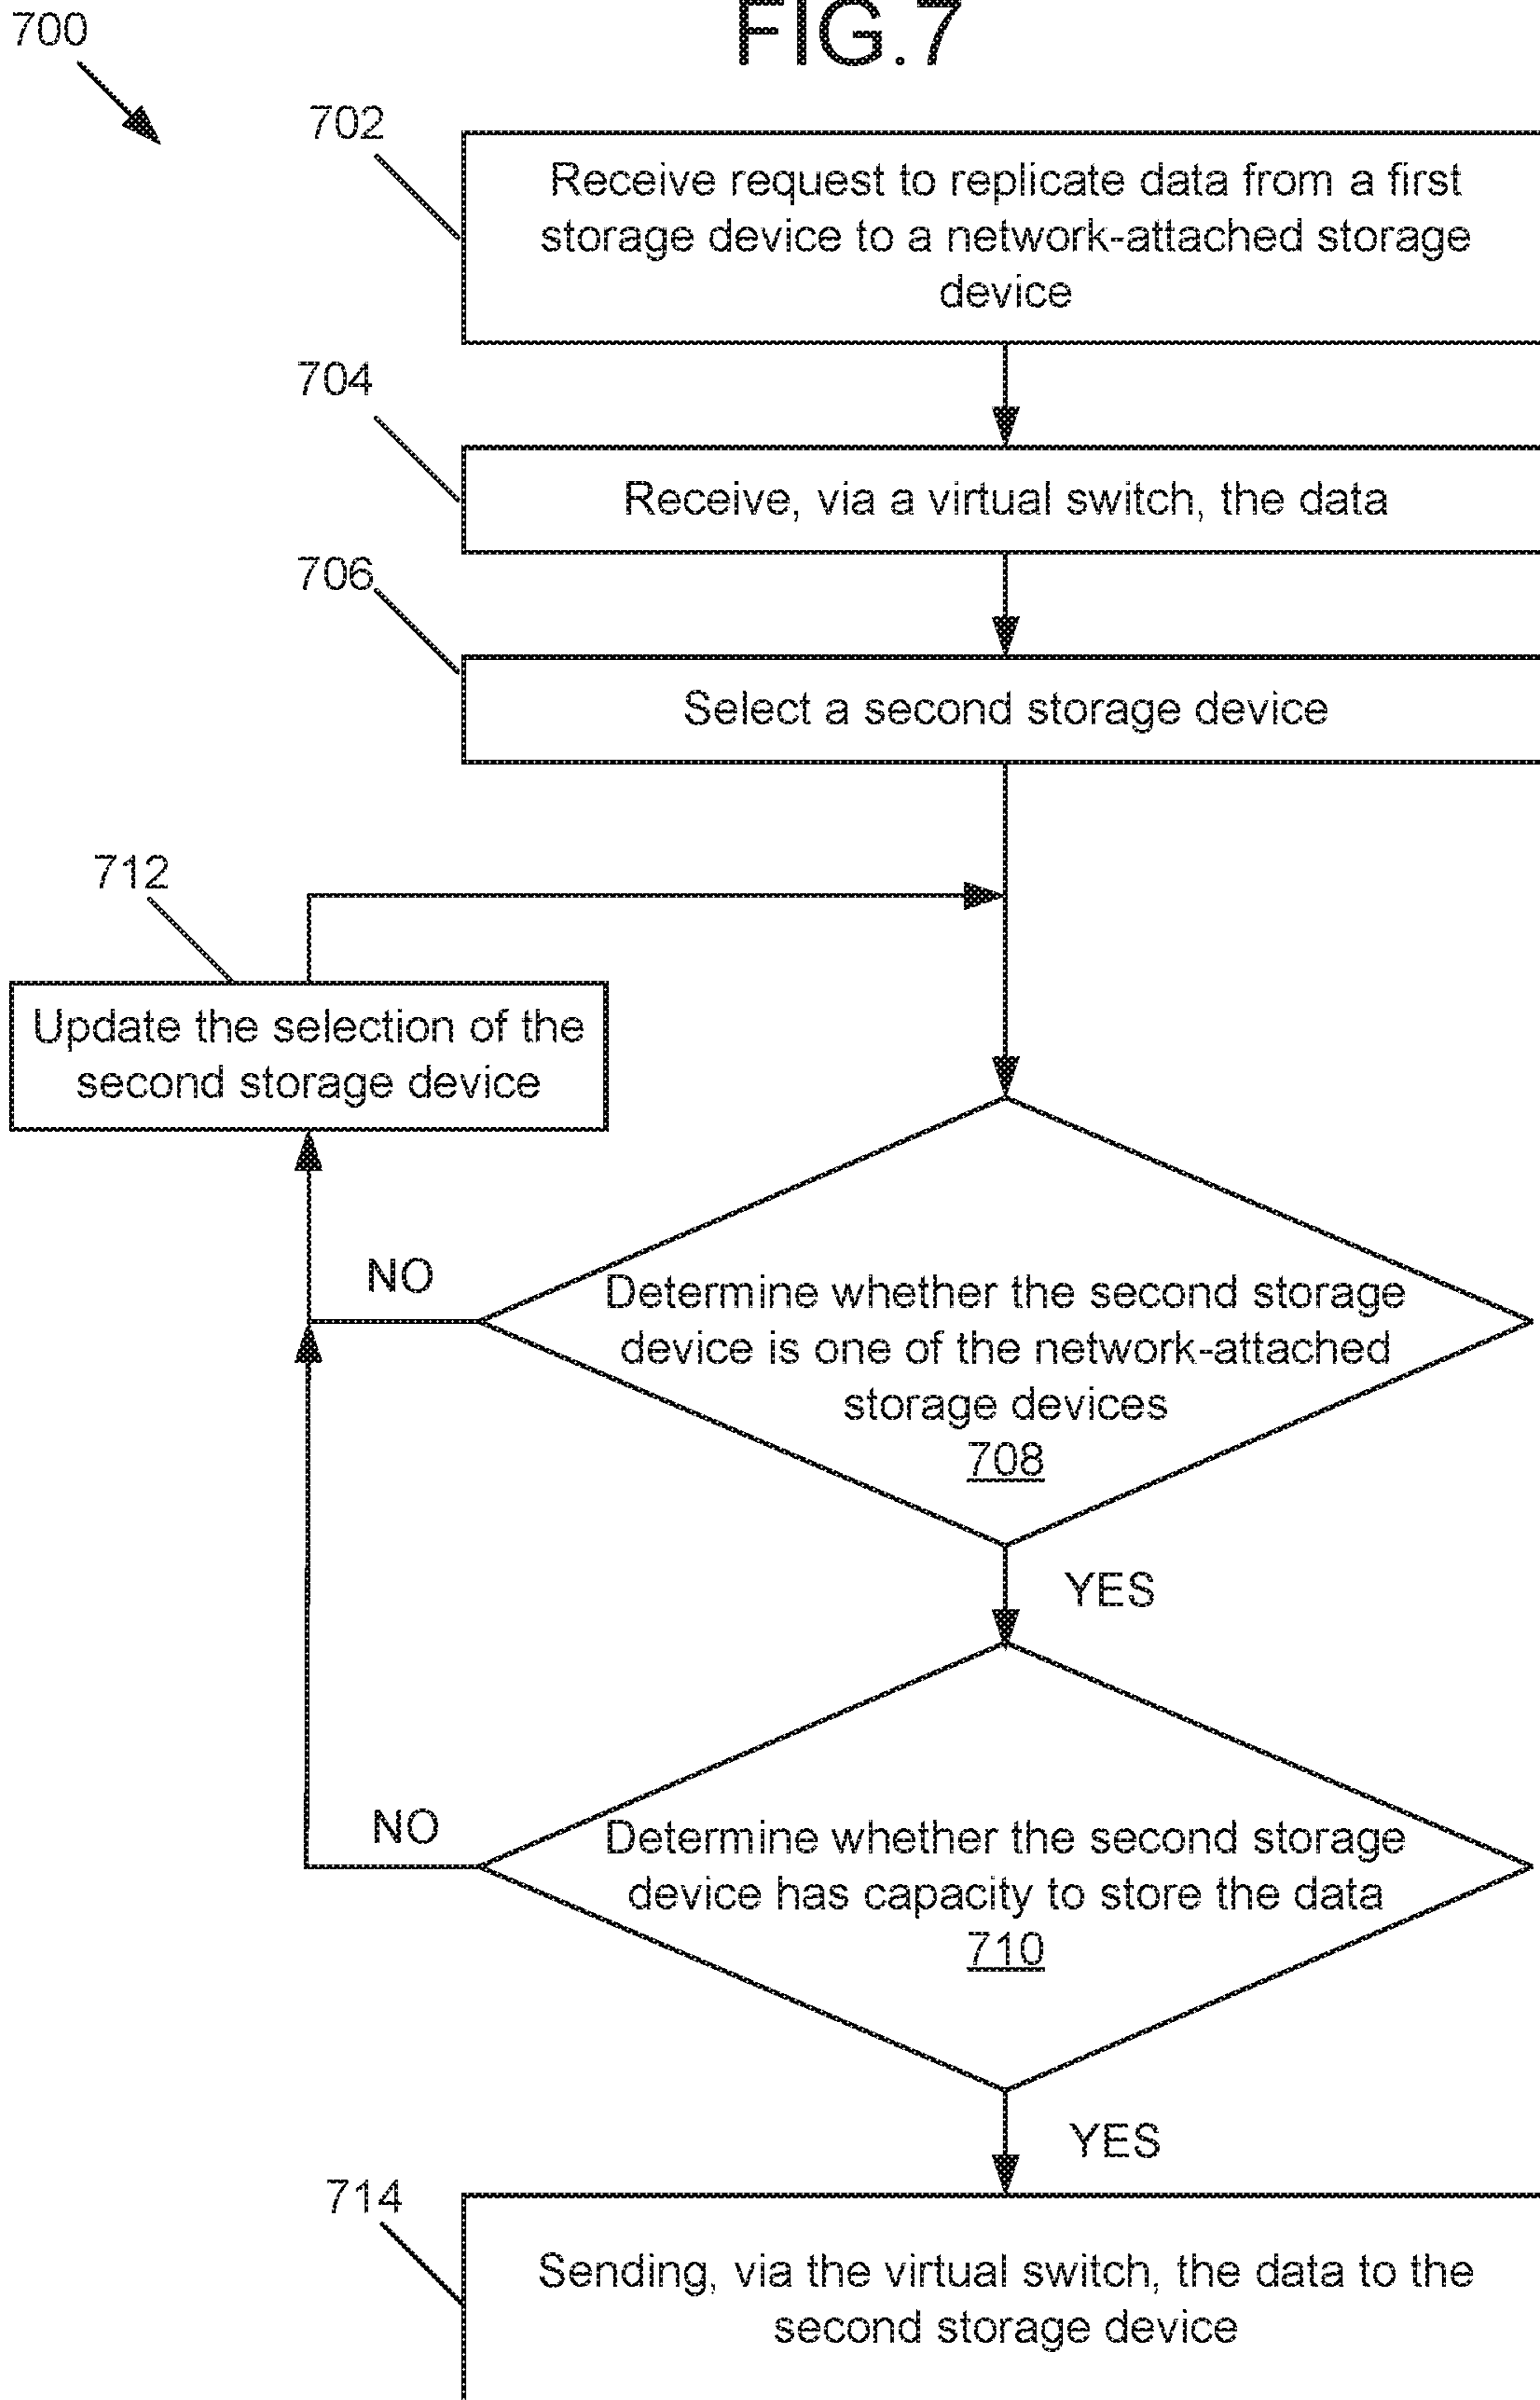 FIG.7
700
702
Receive request to replicate data from a first
storage device to a network-attached storage
device
704
Receive, via a virtual switch, the data
706
Select a second storage device
712
Update the selection of the
second storage device
NO
Determine whether the second storage
device is one of the network-attached
storage devices
708
YES
NO
Determine whether the second storage
device has capacity to store the data
710
YES
714
Sending, via the virtual switch, the data to the
second storage device